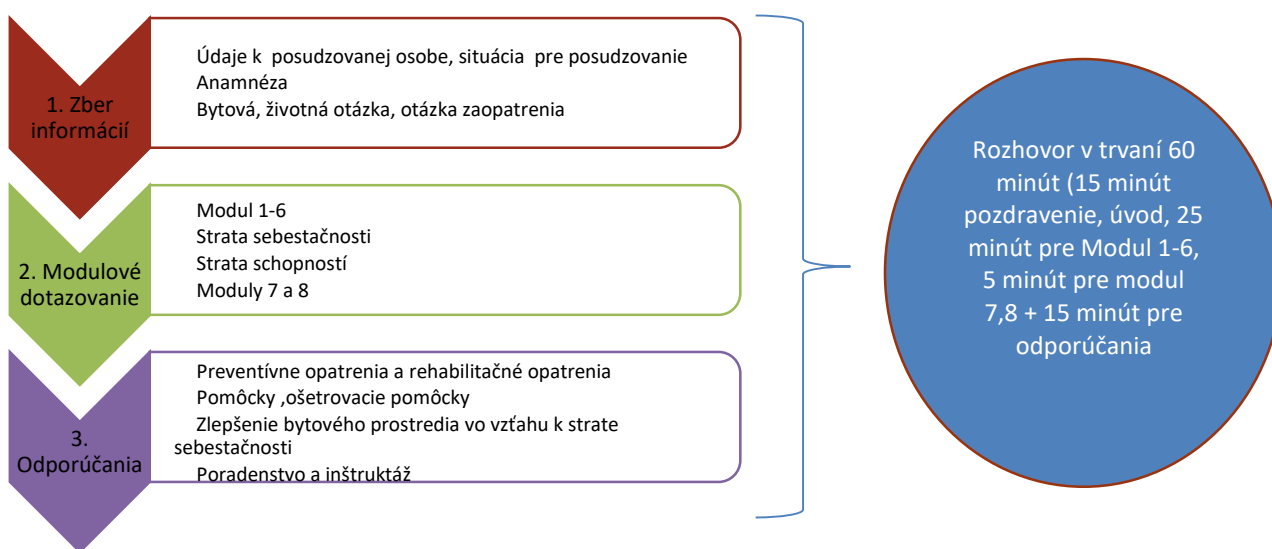 1. Zber
informácií
Údaje k posudzovanej osobe, situácia pre posudzovanie
Anamnéza
Bytová, životná otázka, otázka zaopatrenia
2. Modulové
dotazovanie
Modul 1-6
Strata sebestačnosti
Strata schopností
Moduly 7 a 8
3.
Odporúčania
Preventívne opatrenia a rehabilitačné opatrenia
Pomôcky ,ošetrovacie pomôcky
Zlepšenie bytového prostredia vo vzťahu k strate
sebestačnosti
Poradenstvo a inštruktáž
Rozhovor v trvaní 60
minút (15 minút
pozdravenie, úvod, 25
minút pre Modul 1-6,
5 minút pre modul
7,8 + 15 minút pre
odporúčania